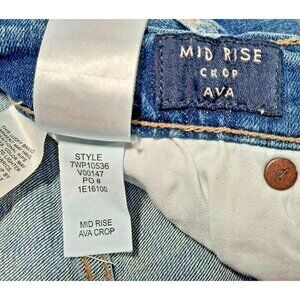 MID RISE
CROP
AVA
STYLE
7WP10536
V00147
PO #
1E16100
MID RISE
AVA CROP